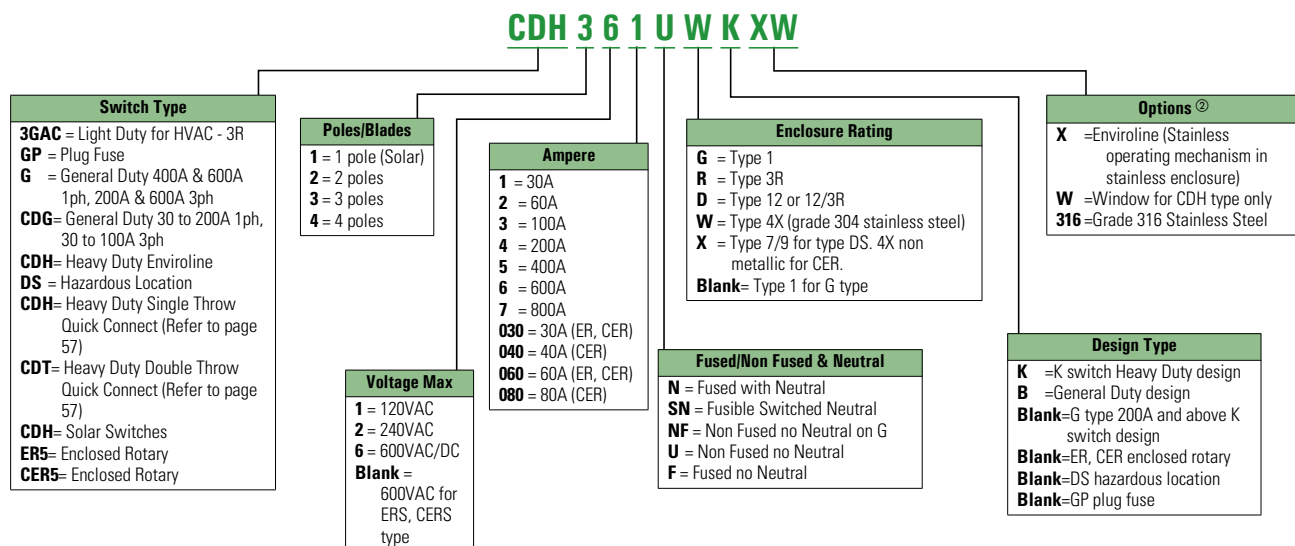 CDH 3 6 1 U W K XW
Switch Type
3GAC = Light Duty for HVAC - 3R
GP = Plug Fuse
G = General Duty 400A & 600A
1ph, 200A & 600A 3ph
CDG= General Duty 30 to 200A 1ph,
30 to 100A 3ph
CDH= Heavy Duty Enviroline
DS = Hazardous Location
CDH= Heavy Duty Single Throw
Quick Connect (Refer to page
57)
CDT= Heavy Duty Double Throw
Quick Connect (Refer to page
57)
CDH= Solar Switches
ER5= Enclosed Rotary
CER5= Enclosed Rotary
Poles/Blades
1 = 1 pole (Solar)
2 = 2 poles
3 = 3 poles
4 = 4 poles
Voltage Max
1 = 120VAC
2 = 240VAC
6 = 600VAC/DC
Blank =
600VAC for
ERS, CERS
type
Ampere
1 = 30A
2 = 60A
3 = 100A
4 = 200A
5 = 400A
6 = 600A
7 = 800A
030 = 30A (ER, CER)
040 = 40A (CER)
060 = 60A (ER, CER)
080 = 80A (CER)
Fused/Non Fused & Neutral
N = Fused with Neutral
SN = Fusible Switched Neutral
NF = Non Fused no Neutral on G
U = Non Fused no Neutral
F = Fused no Neutral
Enclosure Rating
G = Type 1
R = Type 3R
D = Type 12 or 12/3R
W = Type 4X (grade 304 stainless steel)
X = Type 7/9 for type DS. 4X non
metallic for CER.
Blank= Type 1 for G type
Design Type
K =K switch Heavy Duty design
B =General Duty design
Blank=G type 200A and above K
switch design
Blank=ER, CER enclosed rotary
Blank=DS hazardous location
Blank=GP plug fuse
Options ②
X =Enviroline (Stainless
operating mechanism in
stainless enclosure)
W =Window for CDH type only
316 =Grade 316 Stainless Steel